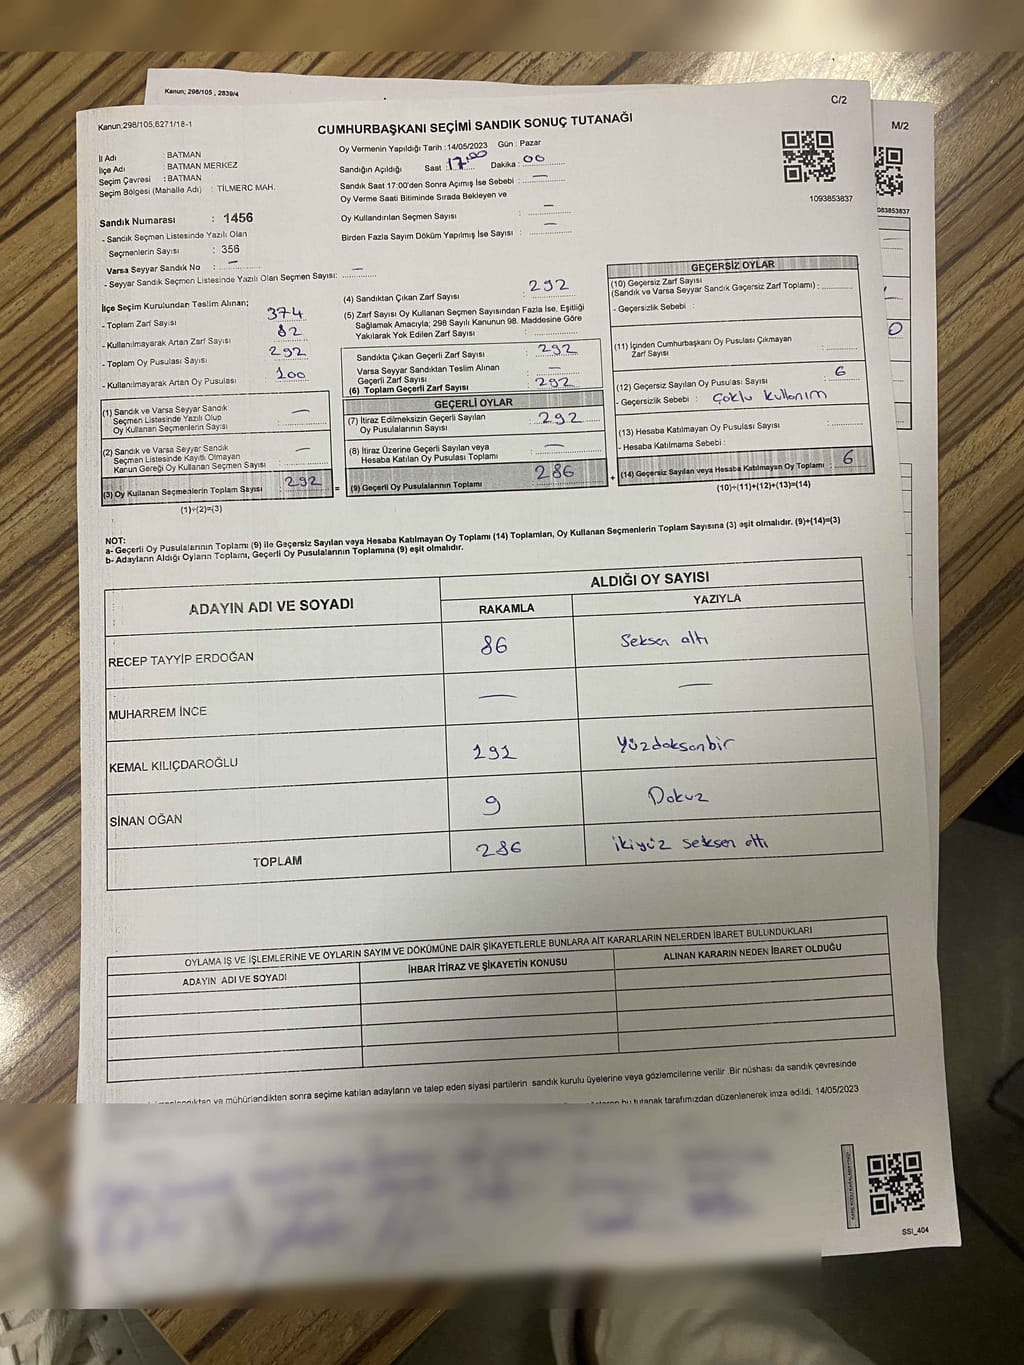 Kanun; 298/105 , 2839/4
C/2
M/2
Kanun;298/105,6271/18-1
CUMHURBAŞKANI SEÇİMİ SANDIK SONUÇ TUTANAĞI
İl Adı : BATMAN
İlçe Adı : BATMAN MERKEZ
Seçim Çevresi : BATMAN
Seçim Bölgesi (Mahalle Adı) : TİLMERC MAH.
Sandık Numarası : 1456
- Sandık Seçmen Listesinde Yazılı Olan
Seçmenlerin Sayısı : 356
Varsa Seyyar Sandık No : —
- Seyyar Sandık Seçmen Listesinde Yazılı Olan Seçmen Sayısı: —
Oy Vermenin Yapıldığı Tarih : 14/05/2023 Gün : Pazar
Sandığın Açıldığı Saat : 17:00 Dakika : 00
Sandık Saat 17:00'den Sonra Açımış İse Sebebi : —
Oy Verme Saati Bitiminde Sırada Bekleyen ve
Oy Kullandırılan Seçmen Sayısı : —
Birden Fazla Sayım Döküm Yapılmış İse Sayısı : —
1093853837
083853837
İlçe Seçim Kurulundan Teslim Alınan;
- Toplam Zarf Sayısı 374
- Kullanılmayarak Artan Zarf Sayısı 82
- Toplam Oy Pusulası Sayısı 292
- Kullanılmayarak Artan Oy Pusulası 100
(1) Sandık ve Varsa Seyyar Sandık
Seçmen Listesinde Yazılı Olup
Oy Kullanan Seçmenlerin Sayısı —
(2) Sandık ve Varsa Seyyar Sandık
Seçmen Listesinde Kayıtlı Olmayan
Kanun Gereği Oy Kullanan Seçmen Sayısı —
(3) Oy Kullanan Seçmenlerin Toplam Sayısı 292 =
(1)+(2)=(3)
(4) Sandıktan Çıkan Zarf Sayısı : 292
(5) Zarf Sayısı Oy Kullanan Seçmen Sayısından Fazla İse, Eşitliği
Sağlamak Amacıyla; 298 Sayılı Kanunun 98. Maddesine Göre
Yakılarak Yok Edilen Zarf Sayısı :
Sandıkta Çıkan Geçerli Zarf Sayısı : 292
Varsa Seyyar Sandıktan Teslim Alınan
Geçerli Zarf Sayısı : —
(6) Toplam Geçerli Zarf Sayısı : 292
GEÇERLİ OYLAR
(7) İtiraz Edilmeksizin Geçerli Sayılan
Oy Pusulalarının Sayısı : 292
(8) İtiraz Üzerine Geçerli Sayılan veya
Hesaba Katılan Oy Pusulası Toplamı : —
(9) Geçerli Oy Pusulalarının Toplamı 286 +
GEÇERSİZ OYLAR
(10) Geçersiz Zarf Sayısı
(Sandık ve Varsa Seyyar Sandık Geçersiz Zarf Toplamı) :
- Geçersizlik Sebebi :
(11) İçinden Cumhurbaşkanı Oy Pusulası Çıkmayan
Zarf Sayısı :
(12) Geçersiz Sayılan Oy Pusulası Sayısı : 6
- Geçersizlik Sebebi : Çoklu kullanım
(13) Hesaba Katılmayan Oy Pusulası Sayısı :
- Hesaba Katılmama Sebebi :
(14) Geçersiz Sayılan veya Hesaba Katılmayan Oy Toplamı : 6
(10)+(11)+(12)+(13)=(14)
NOT:
a- Geçerli Oy Pusulalarının Toplamı (9) ile Geçersiz Sayılan veya Hesaba Katılmayan Oy Toplamı (14) Toplamları, Oy Kullanan Seçmenlerin Toplam Sayısına (3) eşit olmalıdır. (9)+(14)=(3)
b- Adayların Aldığı Oyların Toplamı, Geçerli Oy Pusulalarının Toplamına (9) eşit olmalıdır.
ADAYIN ADI VE SOYADI ALDIĞI OY SAYISI
RAKAMLA YAZIYLA
RECEP TAYYİP ERDOĞAN 86 Seksen altı
MUHARREM İNCE — —
KEMAL KILIÇDAROĞLU 191 Yüzdoksanbir
SİNAN OĞAN 9 Dokuz
TOPLAM 286 ikiyüz seksen altı
OYLAMA İŞ VE İŞLEMLERİNE VE OYLARIN SAYIM VE DÖKÜMÜNE DAİR ŞİKAYETLERLE BUNLARA AİT KARARLARIN NELERDEN İBARET BULUNDUKLARI
ADAYIN ADI VE SOYADI İHBAR İTİRAZ VE ŞİKAYETİN KONUSU ALINAN KARARIN NEDEN İBARET OLDUĞU
ve mühürlendikten sonra seçime katılan adayların ve talep eden siyasi partilerin sandık kurulu üyelerine veya gözlemcilerine verilir .Bir nüshası da sandık çevresinde
bu tutanak tarafımızdan düzenlenerek imza edildi. 14/05/2023
SSİ_404